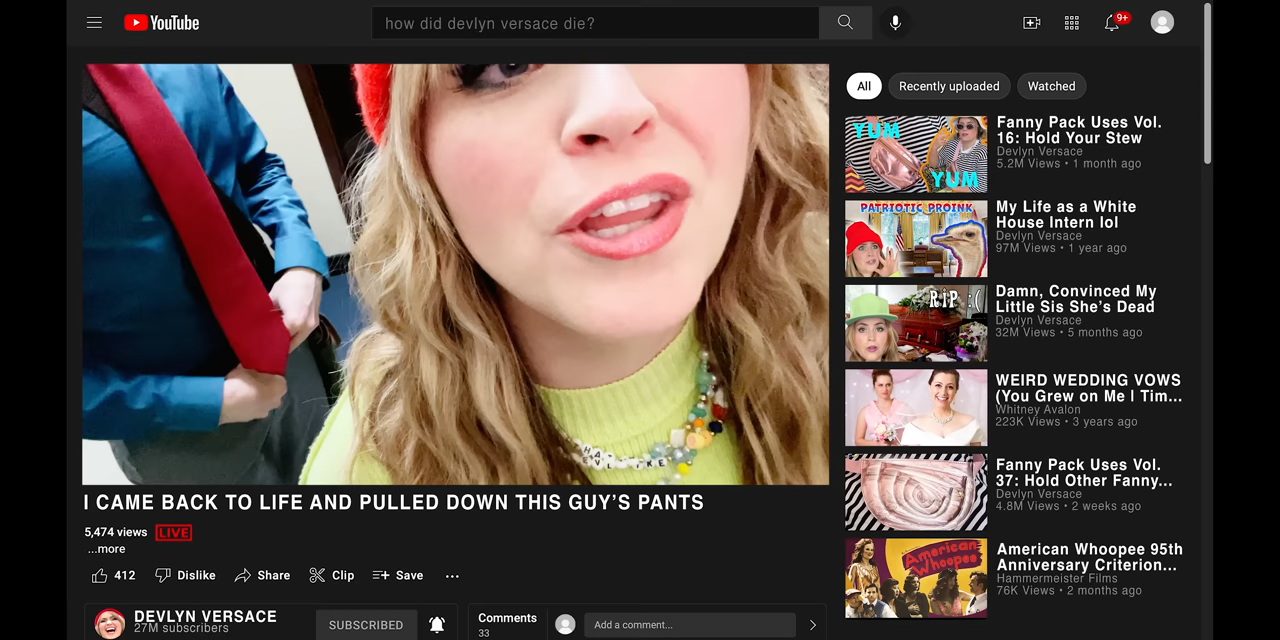 YouTube
how did devlyn versace die?
9+
I CAME BACK TO LIFE AND PULLED DOWN THIS GUY'S PANTS
5,474 views LIVE
...more
412 Dislike Share Clip Save ...
DEVLYN VERSACE
27M subscribers
SUBSCRIBED
Comments
33
Add a comment...
All Recently uploaded Watched
YUM
YUM
Fanny Pack Uses Vol.
16: Hold Your Stew
Devlyn Versace
5.2M Views • 1 month ago
PATRIOTIC PROINK
My Life as a White
House Intern lol
Devlyn Versace
97M Views • 1 year ago
RIP :(
Damn, Convinced My
Little Sis She's Dead
Devlyn Versace
32M Views • 5 months ago
WEIRD WEDDING VOWS
(You Grew on Me | Tim...
Whitney Avalon
223K Views • 3 years ago
Fanny Pack Uses Vol.
37: Hold Other Fanny...
Devlyn Versace
4.8M Views • 2 weeks ago
American
Whoopee
American Whoopee 95th
Anniversary Criterion...
Hammermeister Films
76K Views • 2 months ago